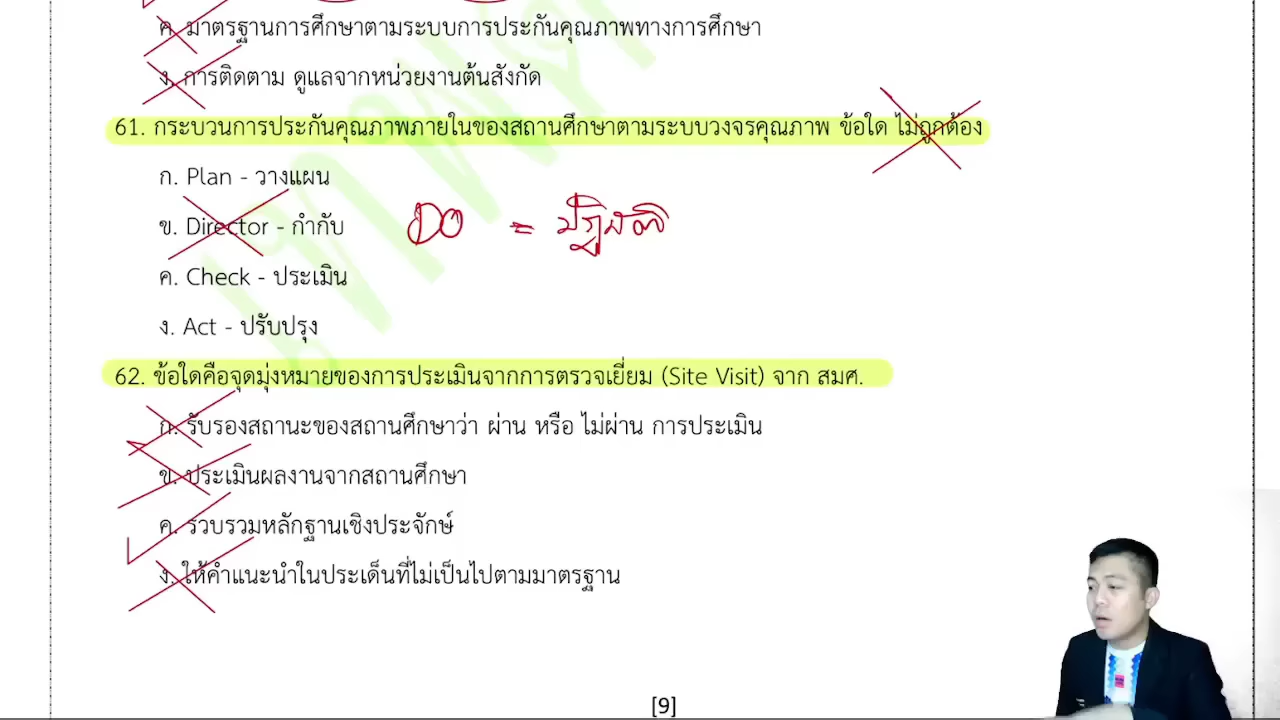 ค. มาตรฐานการศึกษาตามระบบการประกันคุณภาพทางการศึกษา
ง. การติดตาม ดูแลจากหน่วยงานต้นสังกัด
61. กระบวนการประกันคุณภาพภายในของสถานศึกษาตามระบบวงจรคุณภาพ ข้อใด ไม่ถูกต้อง
ก. Plan - วางแผน
ข. Director - กำกับ DO = ปฏิบัติ
ค. Check - ประเมิน
ง. Act - ปรับปรุง
62. ข้อใดคือจุดมุ่งหมายของการประเมินจากการตรวจเยี่ยม (Site Visit) จาก สมศ.
ก. รับรองสถานะของสถานศึกษาว่า ผ่าน หรือ ไม่ผ่าน การประเมิน
ข. ประเมินผลงานจากสถานศึกษา
ค. รวบรวมหลักฐานเชิงประจักษ์
ง. ให้คำแนะนำในประเด็นที่ไม่เป็นไปตามมาตรฐาน
[9]